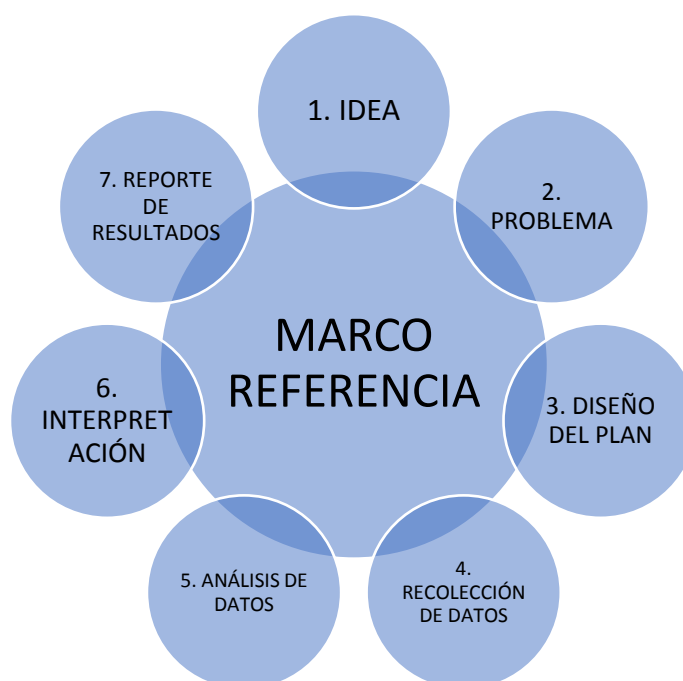 1. IDEA
2.
PROBLEMA
3. DISEÑO
DEL PLAN
4.
RECOLECCIÓN
DE DATOS
5. ANÁLISIS DE
DATOS
6.
INTERPRET
ACIÓN
7. REPORTE
DE
RESULTADOS
MARCO
REFERENCIA